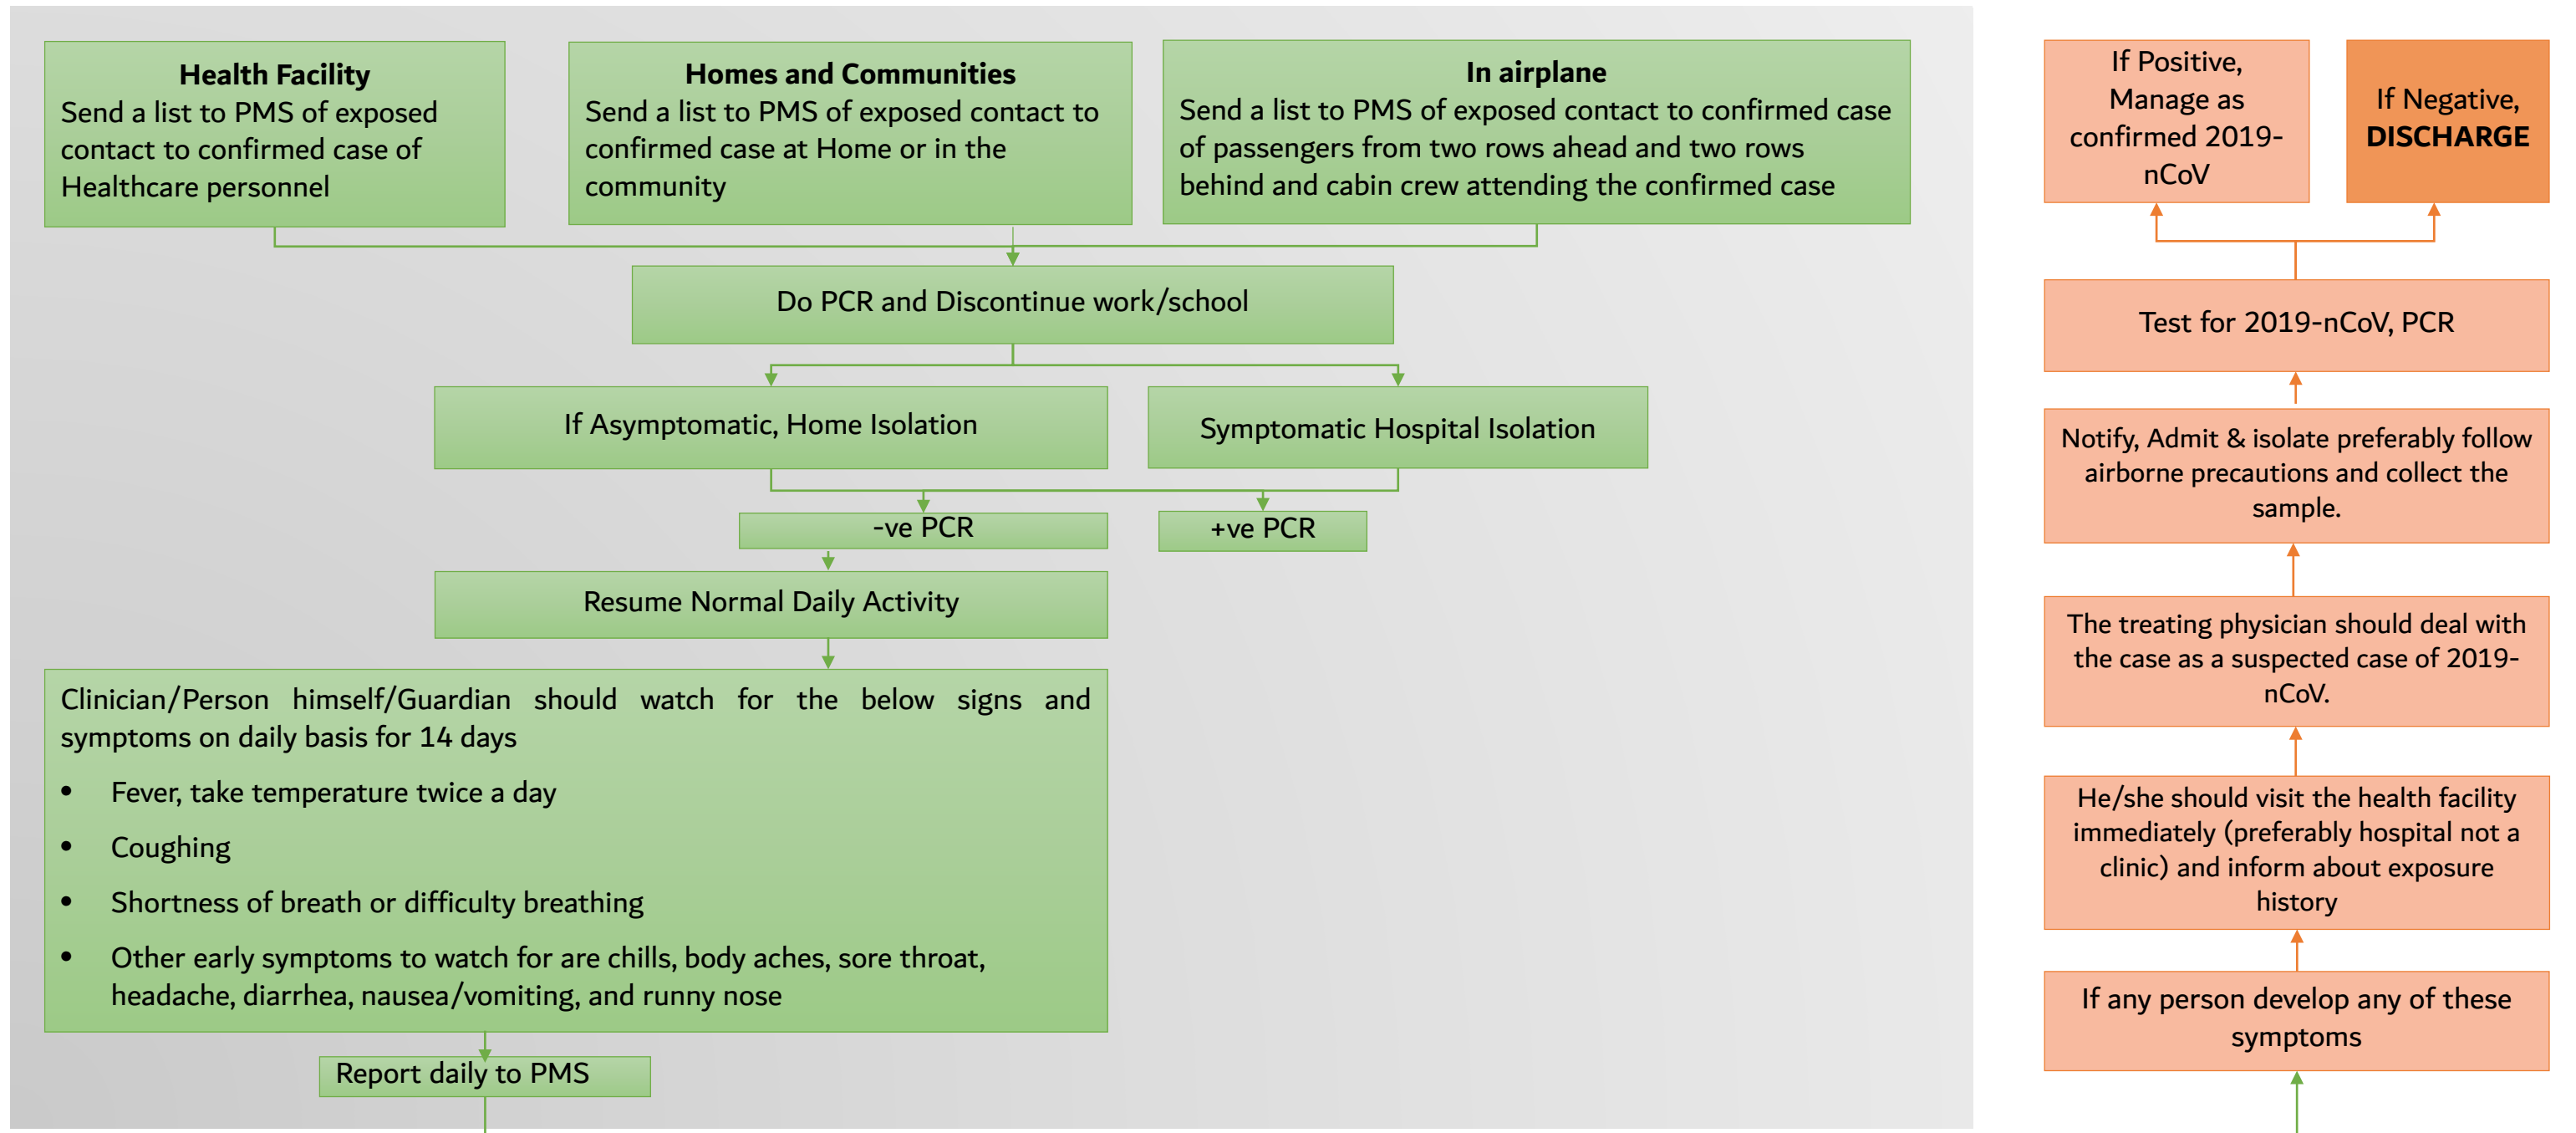 Health Facility
Send a list to PMS of exposed
contact to confirmed case of
Healthcare personnel
Homes and Communities
Send a list to PMS of exposed contact to
confirmed case at Home or in the
community
In airplane
Send a list to PMS of exposed contact to confirmed case
of passengers from two rows ahead and two rows
behind and cabin crew attending the confirmed case
Do PCR and Discontinue work/school
If Asymptomatic, Home Isolation
Symptomatic Hospital Isolation
-ve PCR
+ve PCR
Resume Normal Daily Activity
Clinician/Person himself/Guardian should watch for the below signs and
symptoms on daily basis for 14 days
• Fever, take temperature twice a day
• Coughing
• Shortness of breath or difficulty breathing
• Other early symptoms to watch for are chills, body aches, sore throat,
headache, diarrhea, nausea/vomiting, and runny nose
Report daily to PMS
If Positive,
Manage as
confirmed 2019-
nCoV
If Negative,
DISCHARGE
Test for 2019-nCoV, PCR
Notify, Admit & isolate preferably follow
airborne precautions and collect the
sample.
The treating physician should deal with
the case as a suspected case of 2019-
nCoV.
He/she should visit the health facility
immediately (preferably hospital not a
clinic) and inform about exposure
history
If any person develop any of these
symptoms